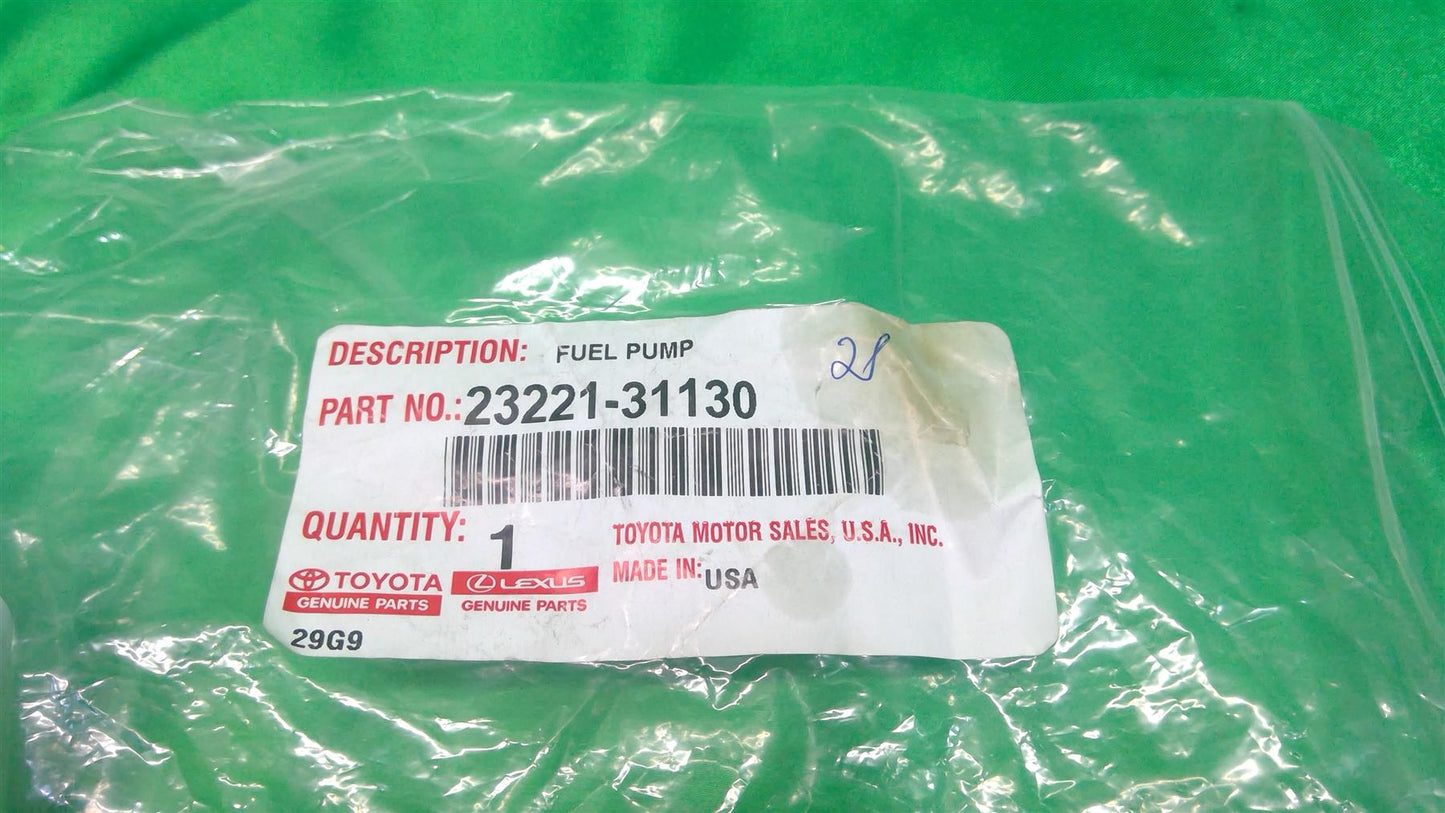 DESCRIPTION: FUEL PUMP
28
PART NO.: 23221-31130
QUANTITY: 1
TOYOTA MOTOR SALES, U.S.A., INC.
MADE IN: USA
TOYOTA
GENUINE PARTS
LEXUS
GENUINE PARTS
29G9